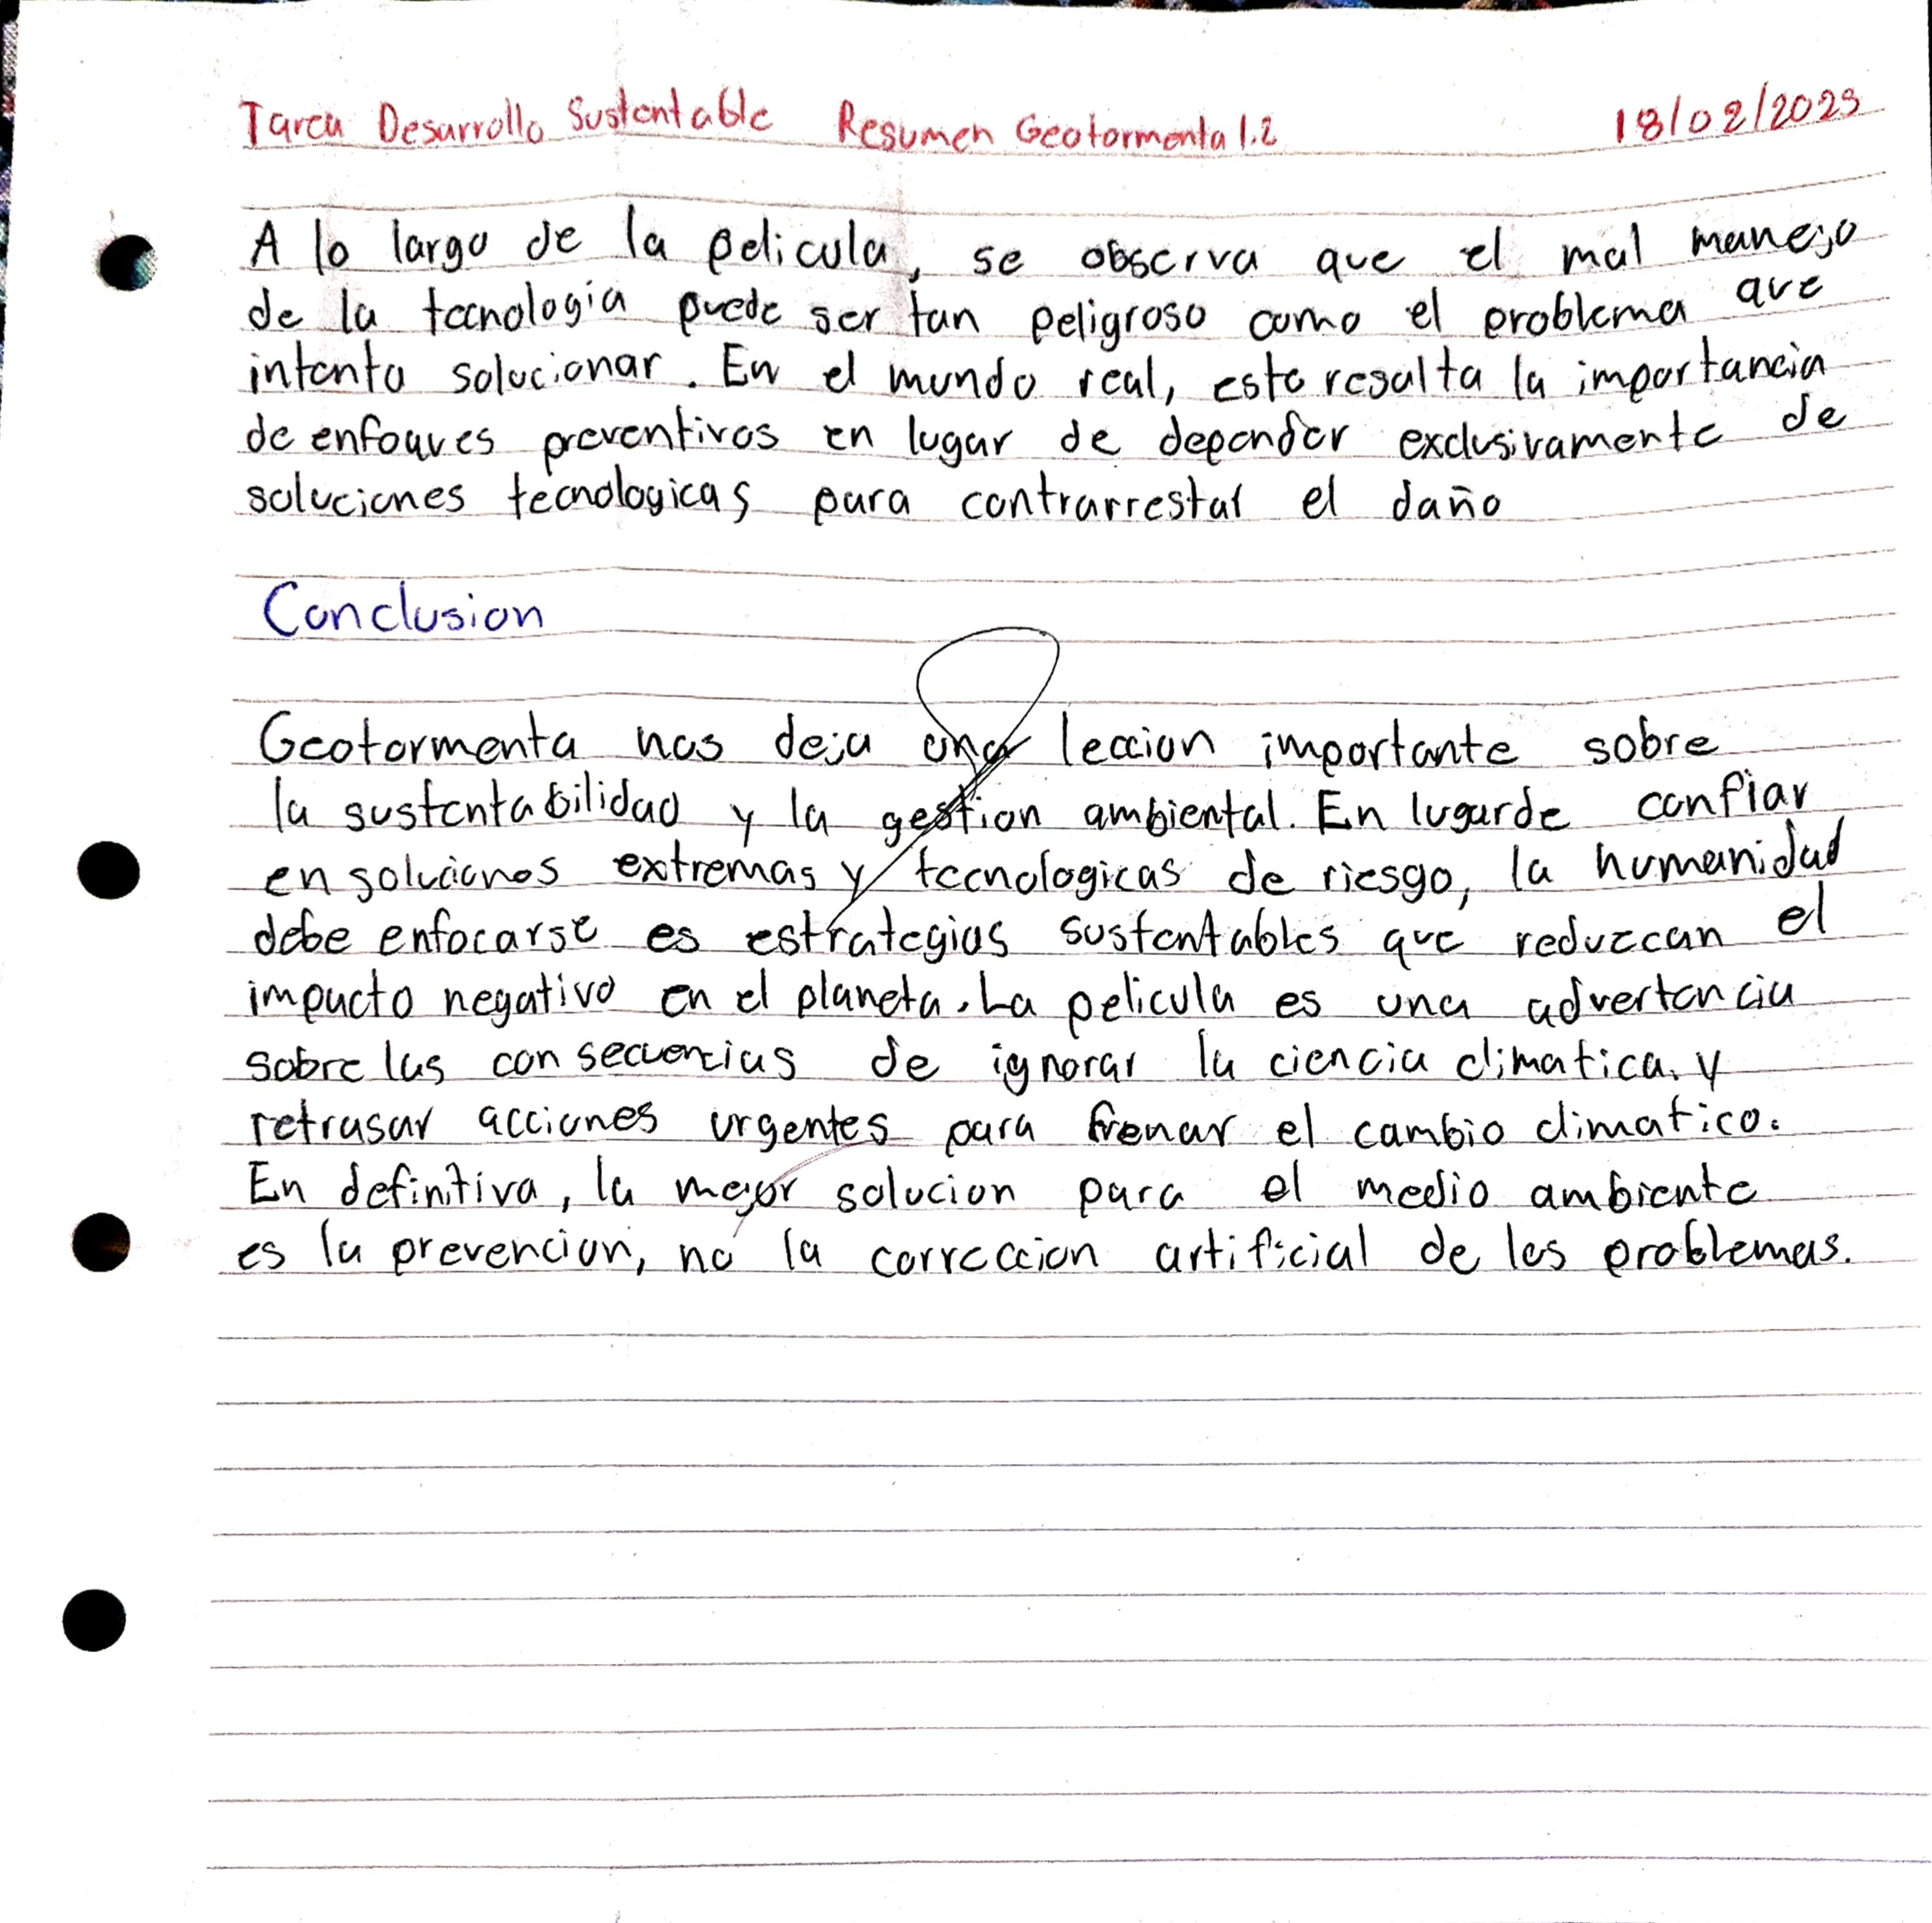 Tarea Desarrollo Sustentable Resumen Geotormenta 1.2 18/02/2025
A lo largo de la pelicula, se observa que el mal manejo
de la tecnología puede ser tan peligroso como el problema que
intenta solucionar. En el mundo real, esto resalta la importancia
de enfoques preventivos en lugar de depender exclusivamente de
soluciones tecnologicas para contrarrestar el daño
Conclusion
Geotormenta nos deja una leccion importante sobre
la sustentabilidad y la gestion ambiental. En lugar de confiar
en soluciones extremas y tecnologicas de riesgo, la humanidad
debe enfocarse es estrategias sustentables que reduzcan el
impacto negativo en el planeta. La pelicula es una advertencia
sobre las consecuencias de ignorar la ciencia climatica. y
retrasar acciones urgentes para frenar el cambio climatico.
En definitiva, la mejor solucion para el medio ambiente
es la prevencion, no la correccion artificial de los problemas.